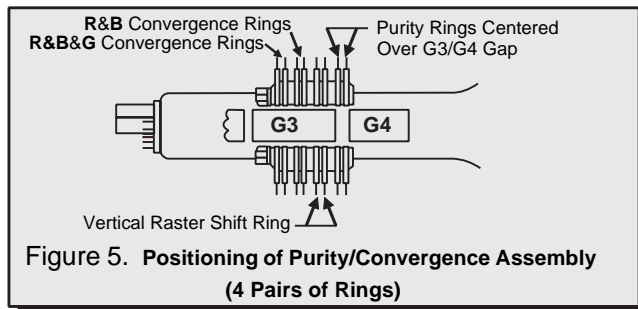 R&B Convergence Rings
R&B&G Convergence Rings
Purity Rings Centered
Over G3/G4 Gap
G3
G4
Vertical Raster Shift Ring
Figure 5. Positioning of Purity/Convergence Assembly
(4 Pairs of Rings)